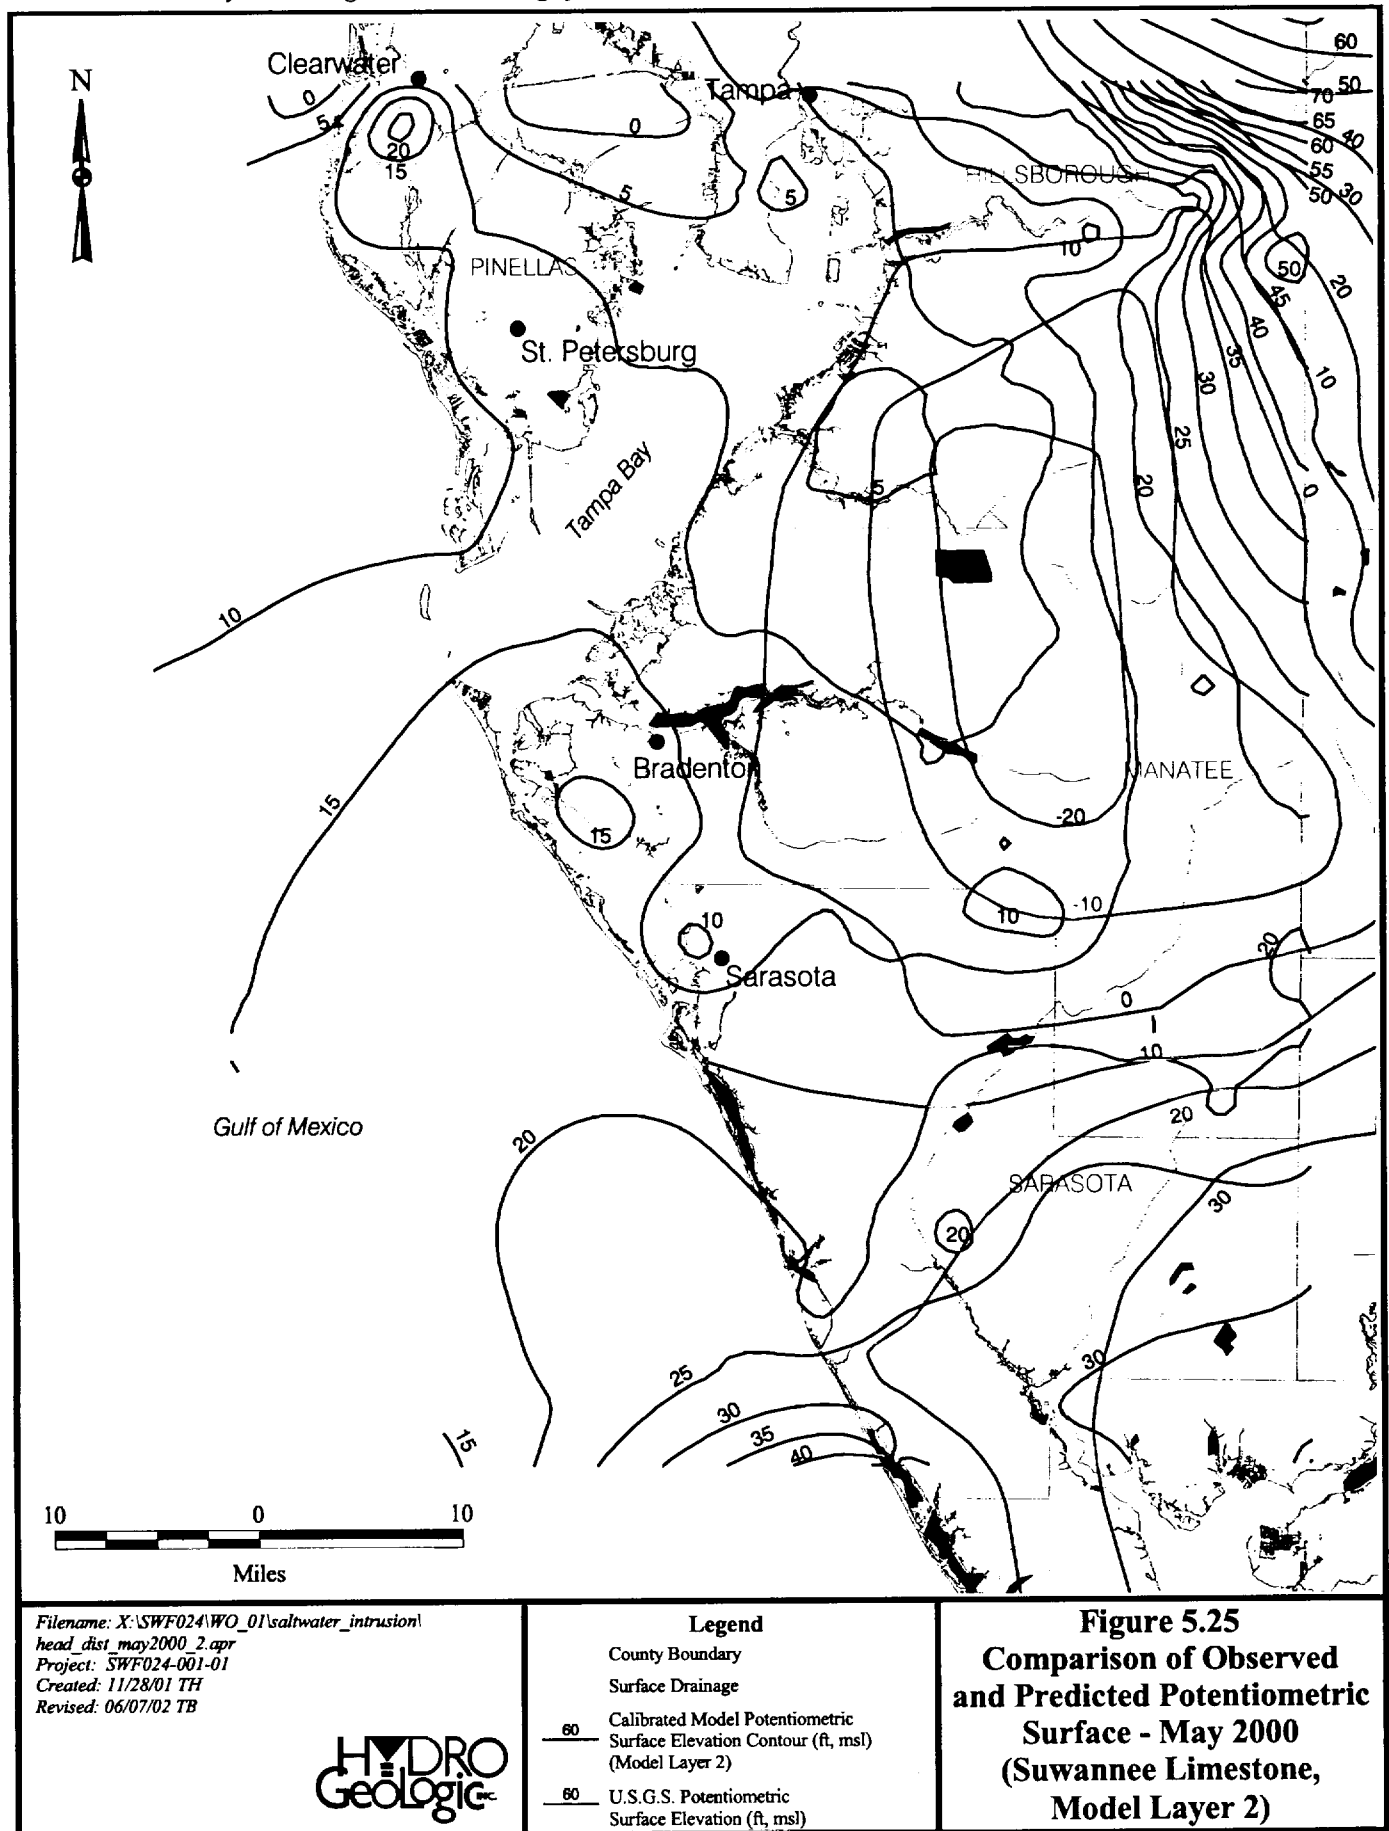 Clearwater
N
0
5
20
15
0
5
Tampa
5
HILLSBOROUGH
60
50
70
65
40
60
55
30
50
10
50
20
45
40
35
30
10
25
20
0
PINELLAS
St. Petersburg
Tampa Bay
5
10
15
Bradenton
15
MANATEE
-20
10
-10
10
Sarasota
20
0
10
20
Gulf of Mexico
20
SARASOTA
20
30
30
25
30
35
40
15
10 0 10
Miles
Filename: X:\SWF024\WO_01\saltwater_intrusion\
head_dist_may2000_2.apr
Project: SWF024-001-01
Created: 11/28/01 TH
Revised: 06/07/02 TB
HYDRO
GeoLogic INC.
Legend
County Boundary
Surface Drainage
60 Calibrated Model Potentiometric
Surface Elevation Contour (ft, msl)
(Model Layer 2)
60 U.S.G.S. Potentiometric
Surface Elevation (ft, msl)
Figure 5.25
Comparison of Observed
and Predicted Potentiometric
Surface - May 2000
(Suwannee Limestone,
Model Layer 2)